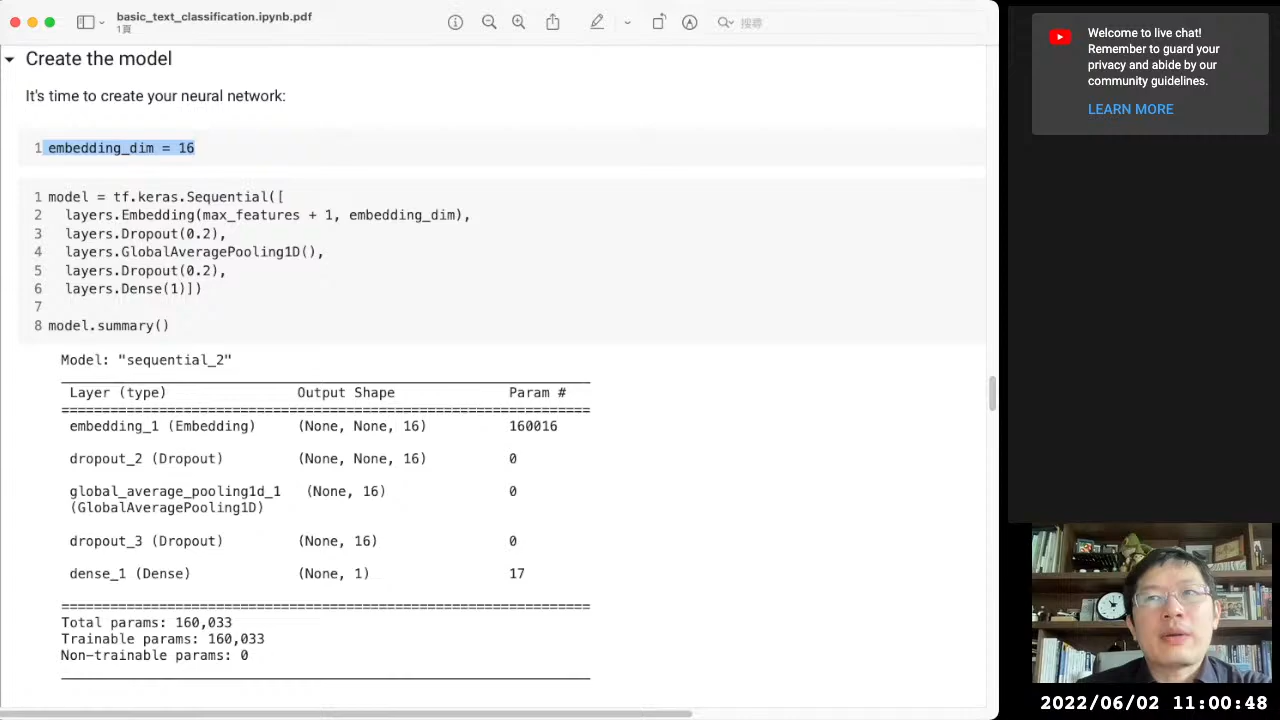 basic_text_classification.ipynb.pdf
1頁
搜尋
Create the model
It's time to create your neural network:
1 embedding_dim = 16
1 model = tf.keras.Sequential([
2 layers.Embedding(max_features + 1, embedding_dim),
3 layers.Dropout(0.2),
4 layers.GlobalAveragePooling1D(),
5 layers.Dropout(0.2),
6 layers.Dense(1)])
7
8 model.summary()
Model: "sequential_2"
Layer (type) Output Shape Param #
=================================================================
embedding_1 (Embedding) (None, None, 16) 160016
dropout_2 (Dropout) (None, None, 16) 0
global_average_pooling1d_1 (None, 16) 0
(GlobalAveragePooling1D)
dropout_3 (Dropout) (None, 16) 0
dense_1 (Dense) (None, 1) 17
=================================================================
Total params: 160,033
Trainable params: 160,033
Non-trainable params: 0
Welcome to live chat!
Remember to guard your
privacy and abide by our
community guidelines.
LEARN MORE
2022/06/02 11:00:48